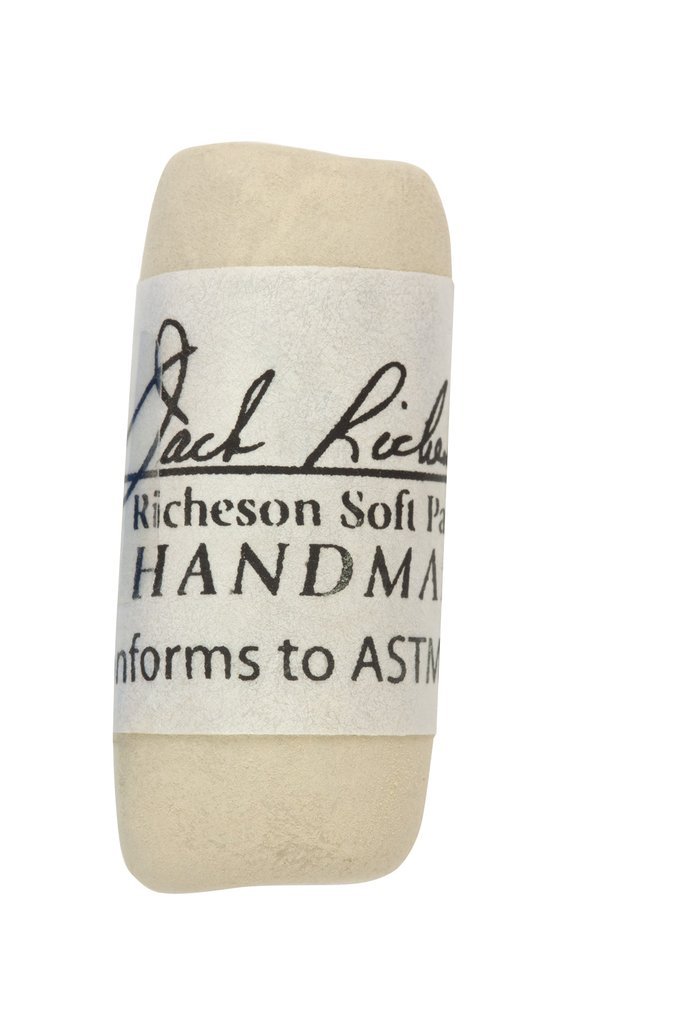 Jack Riche
Richeson Soft Pa
HANDMA
nforms to ASTM